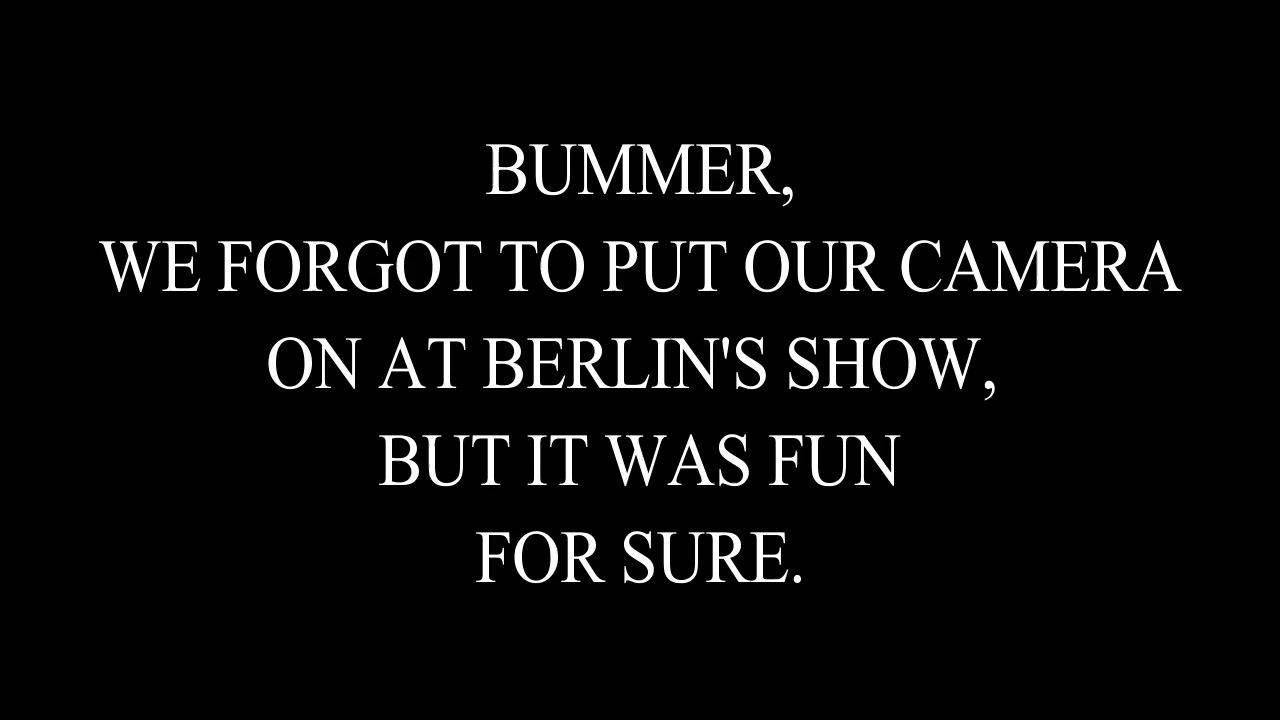 BUMMER,
WE FORGOT TO PUT OUR CAMERA
ON AT BERLIN'S SHOW,
BUT IT WAS FUN
FOR SURE.